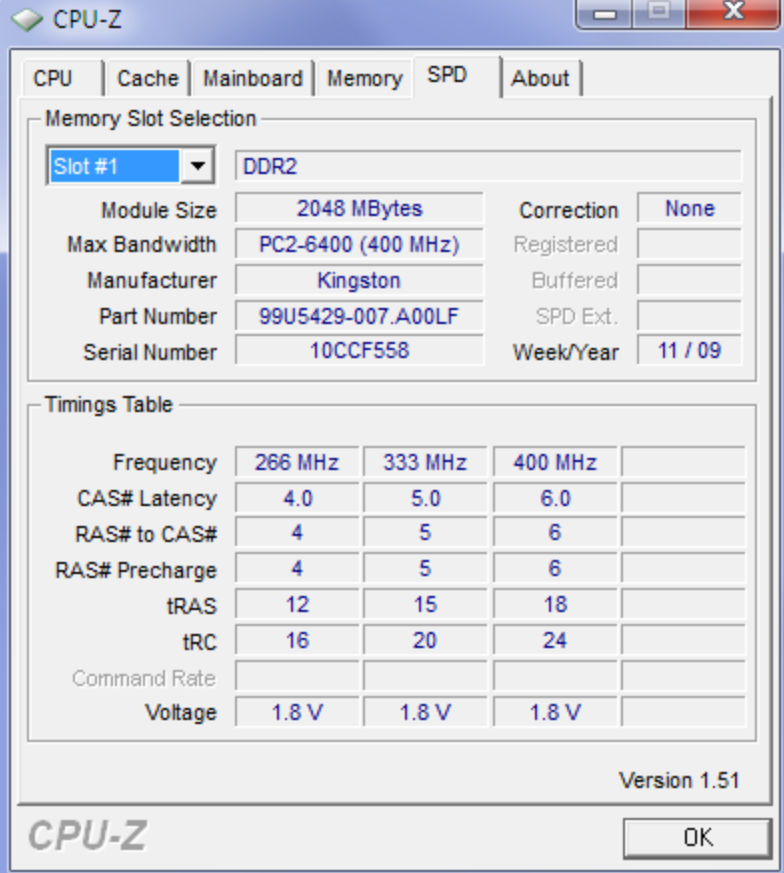 CPU-Z
CPU Cache Mainboard Memory SPD About
Memory Slot Selection
Slot #1 DDR2
Module Size 2048 MBytes Correction None
Max Bandwidth PC2-6400 (400 MHz) Registered
Manufacturer Kingston Buffered
Part Number 99U5429-007.A00LF SPD Ext.
Serial Number 10CCF558 Week/Year 11 / 09
Timings Table
Frequency 266 MHz 333 MHz 400 MHz
CAS# Latency 4.0 5.0 6.0
RAS# to CAS# 4 5 6
RAS# Precharge 4 5 6
tRAS 12 15 18
tRC 16 20 24
Command Rate
Voltage 1.8 V 1.8 V 1.8 V
Version 1.51
CPU-Z OK